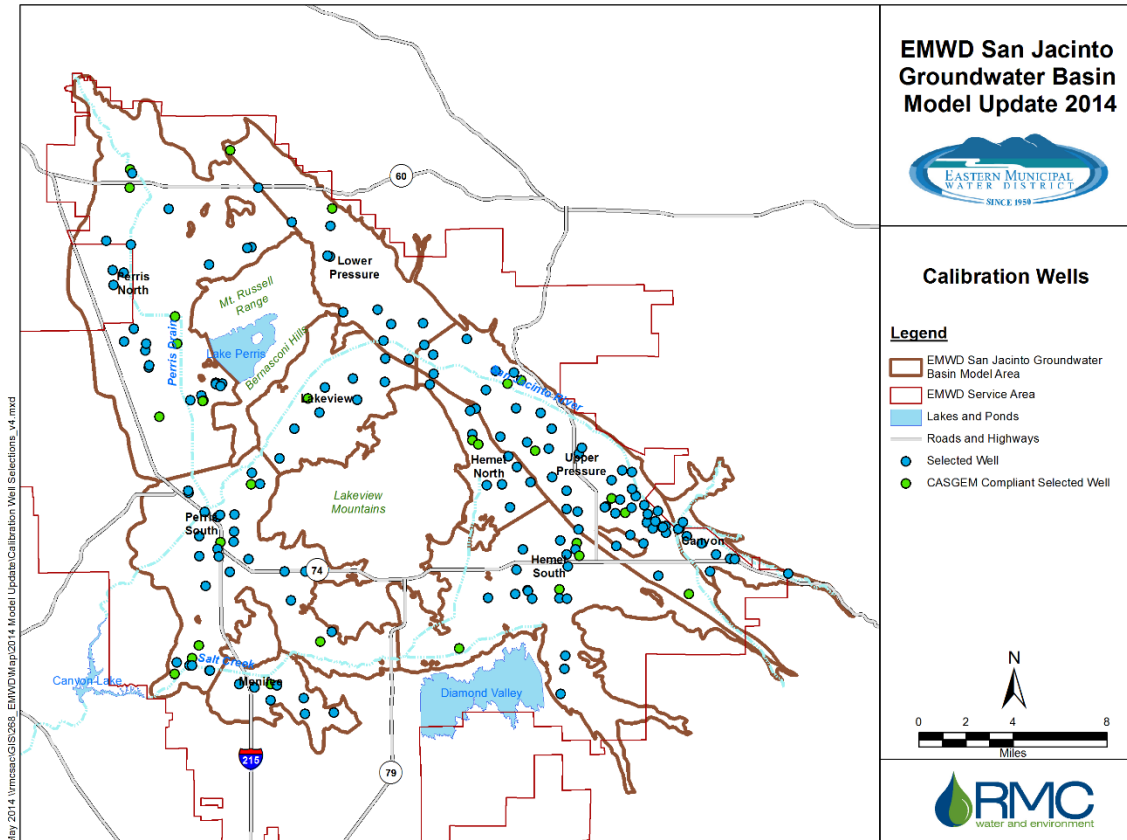 EMWD San Jacinto
Groundwater Basin
Model Update 2014
EASTERN MUNICIPAL
WATER DISTRICT
SINCE 1950
Calibration Wells
Legend
EMWD San Jacinto Groundwater
Basin Model Area
EMWD Service Area
Lakes and Ponds
Roads and Highways
Selected Well
CASGEM Compliant Selected Well
N
0 2 4 8
Miles
RMC
water and environment
60
Lower
Pressure
Perris
North
Mt. Russell
Range
Perris Drain
Lake Perris
Bernasconi Hills
San Jacinto River
Lakeview
Hemet
North
Upper
Pressure
Lakeview
Mountains
Perris
South
Canyon
Hemet
South
74
Salt Creek
Canyon Lake
Menifee
Diamond Valley
215
79
May 2014 \\rmcsac\GIS\0268_EMWD\Map\2014 Model Update\Calibration Well Selections_v4.mxd